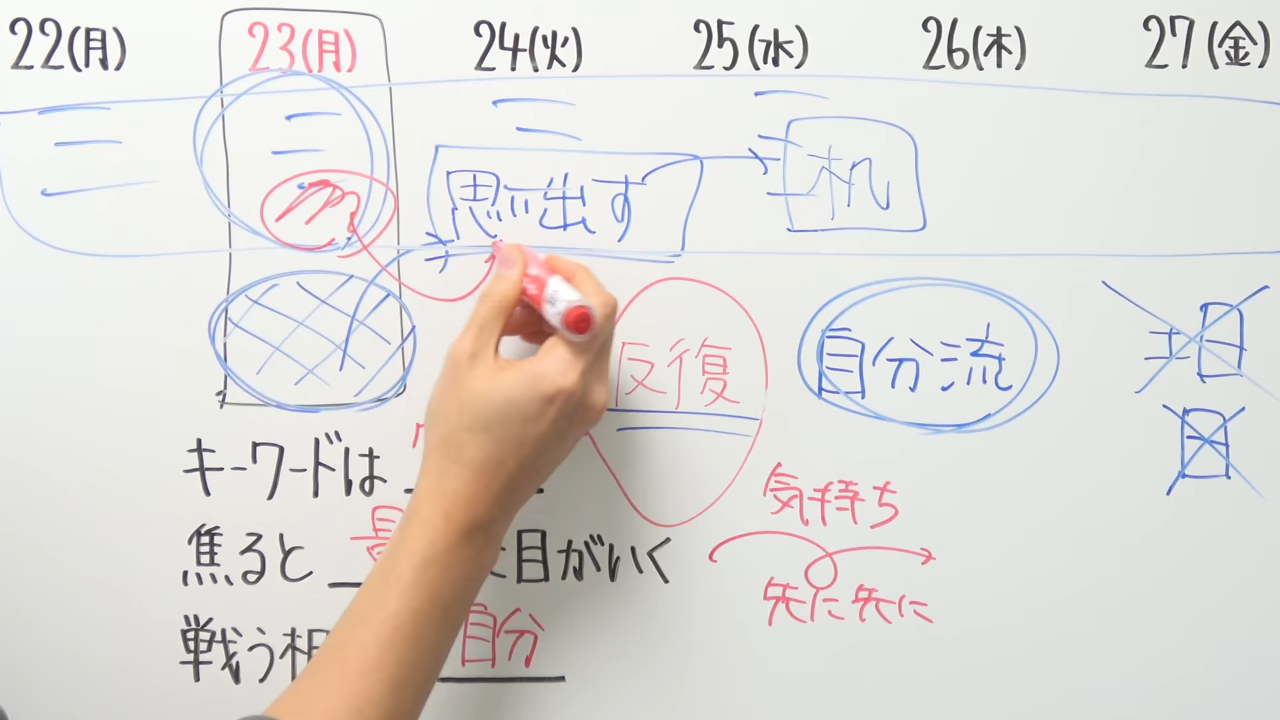 22(月) 23(月) 24(火) 25(水) 26(木) 27(金)
思い出す 机
反復 自分流
キーワードは
気持ち
焦ると に目がいく
先に先に
戦う相 自分